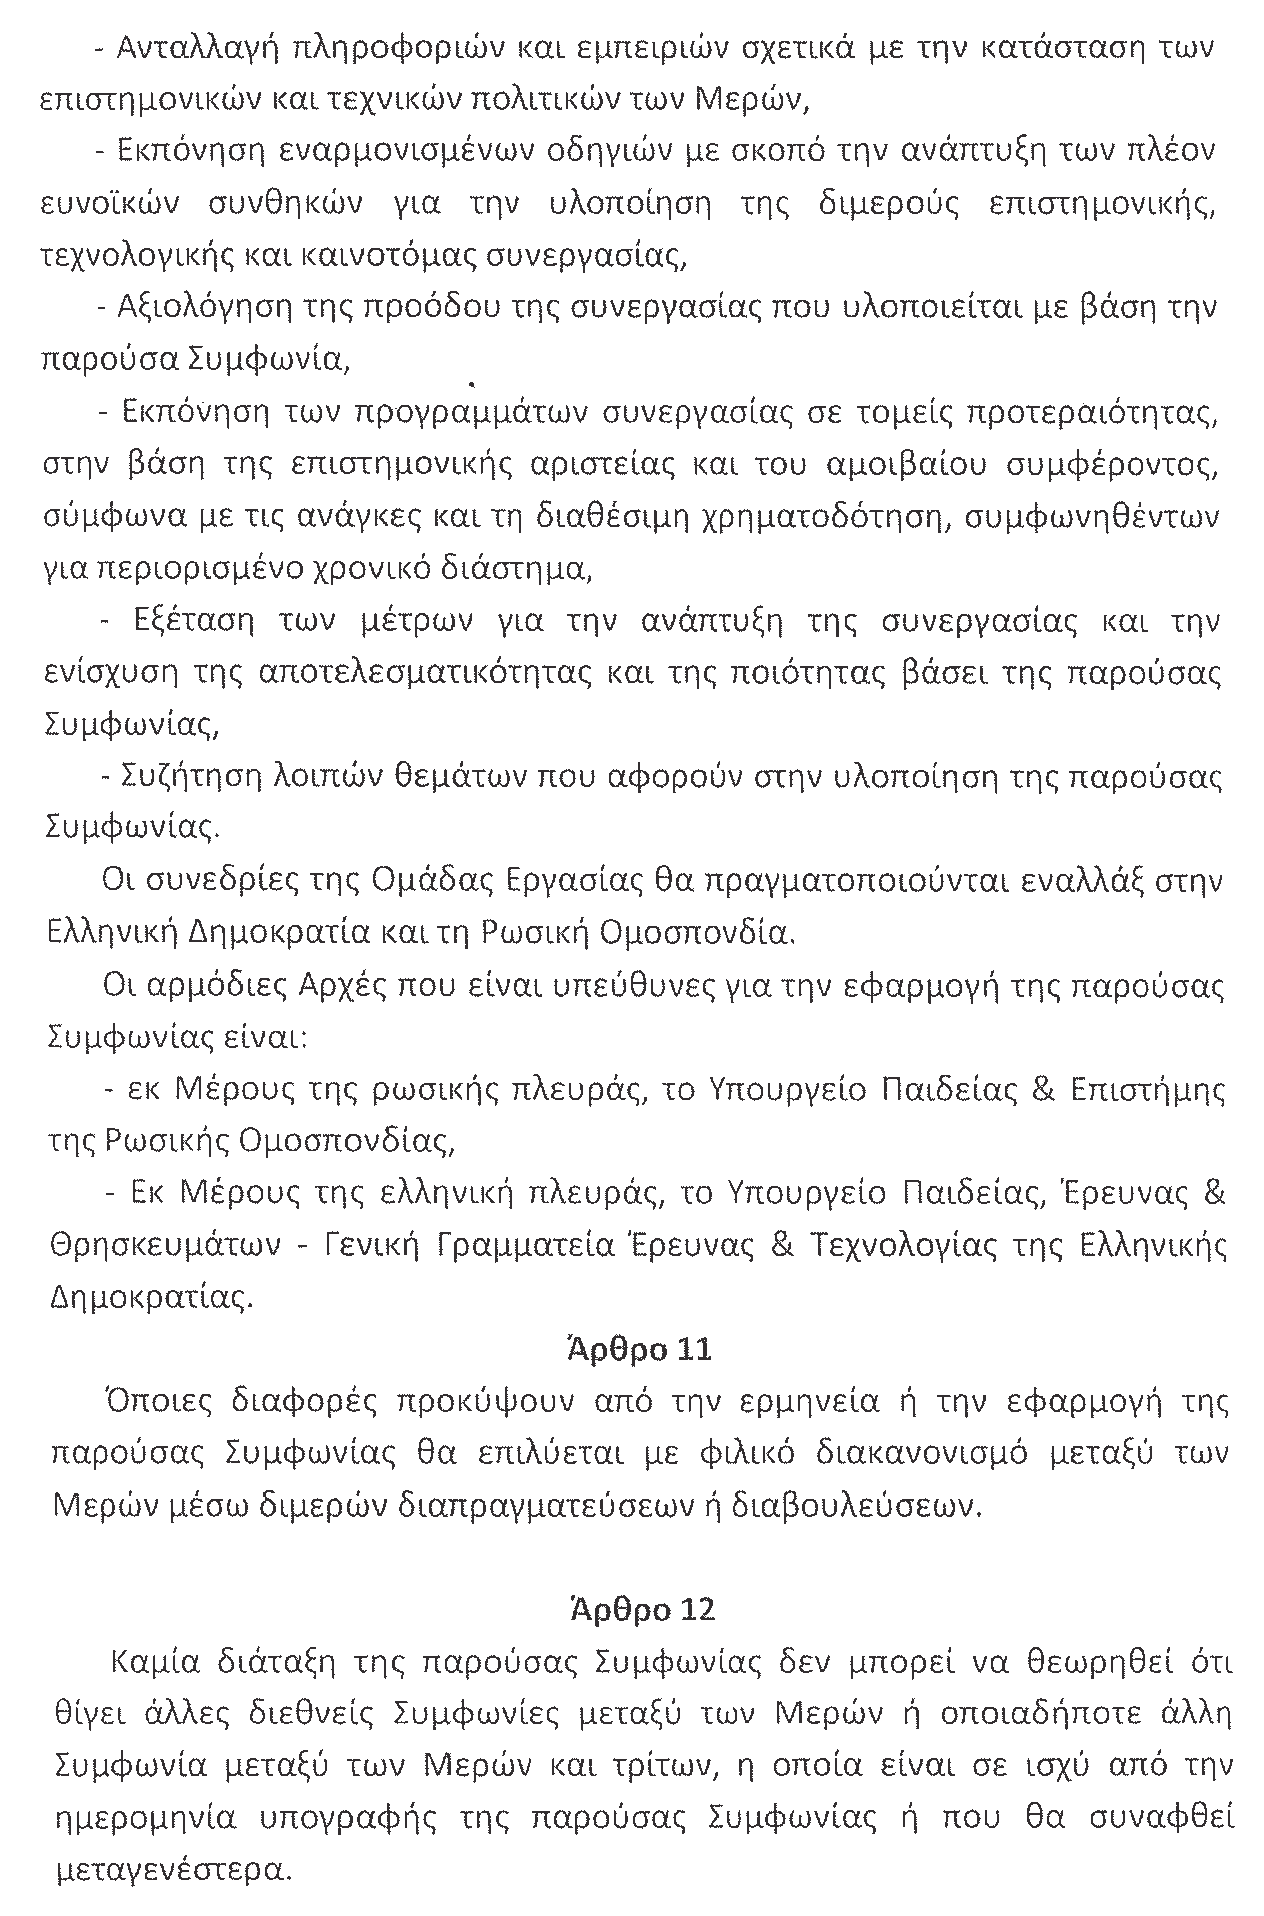 - Ανταλλαγή πληροφοριών και εμπειριών σχετικά με την κατάσταση των
επιστημονικών και τεχνικών πολιτικών των Μερών,
- Εκπόνηση εναρμονισμένων οδηγιών με σκοπό την ανάπτυξη των πλέον
ευνοϊκών συνθηκών για την υλοποίηση της διμερούς επιστημονικής,
τεχνολογικής και καινοτόμας συνεργασίας,
- Αξιολόγηση της προόδου της συνεργασίας που υλοποιείται με βάση την
παρούσα Συμφωνία,
- Εκπόνηση των προγραμμάτων συνεργασίας σε τομείς προτεραιότητας,
στην βάση της επιστημονικής αριστείας και του αμοιβαίου συμφέροντος,
σύμφωνα με τις ανάγκες και τη διαθέσιμη χρηματοδότηση, συμφωνηθέντων
για περιορισμένο χρονικό διάστημα,
- Εξέταση των μέτρων για την ανάπτυξη της συνεργασίας και την
ενίσχυση της αποτελεσματικότητας και της ποιότητας βάσει της παρούσας
Συμφωνίας,
- Συζήτηση λοιπών θεμάτων που αφορούν στην υλοποίηση της παρούσας
Συμφωνίας.
Οι συνεδρίες της Ομάδας Εργασίας θα πραγματοποιούνται εναλλάξ στην
Ελληνική Δημοκρατία και τη Ρωσική Ομοσπονδία.
Οι αρμόδιες Αρχές που είναι υπεύθυνες για την εφαρμογή της παρούσας
Συμφωνίας είναι:
- εκ Μέρους της ρωσικής πλευράς, το Υπουργείο Παιδείας & Επιστήμης
της Ρωσικής Ομοσπονδίας,
- Εκ Μέρους της ελληνική πλευράς, το Υπουργείο Παιδείας, Έρευνας &
Θρησκευμάτων - Γενική Γραμματεία Έρευνας & Τεχνολογίας της Ελληνικής
Δημοκρατίας.
Άρθρο 11
Όποιες διαφορές προκύψουν από την ερμηνεία ή την εφαρμογή της
παρούσας Συμφωνίας θα επιλύεται με φιλικό διακανονισμό μεταξύ των
Μερών μέσω διμερών διαπραγματεύσεων ή διαβουλεύσεων.
Άρθρο 12
Καμία διάταξη της παρούσας Συμφωνίας δεν μπορεί να θεωρηθεί ότι
θίγει άλλες διεθνείς Συμφωνίες μεταξύ των Μερών ή οποιαδήποτε άλλη
Συμφωνία μεταξύ των Μερών και τρίτων, η οποία είναι σε ισχύ από την
ημερομηνία υπογραφής της παρούσας Συμφωνίας ή που θα συναφθεί
μεταγενέστερα.